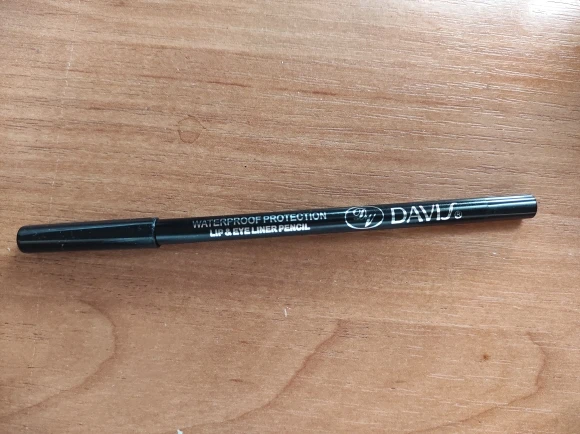 WATERPROOF PROTECTION
LIP & EYE LINER PENCIL
DAVIS®